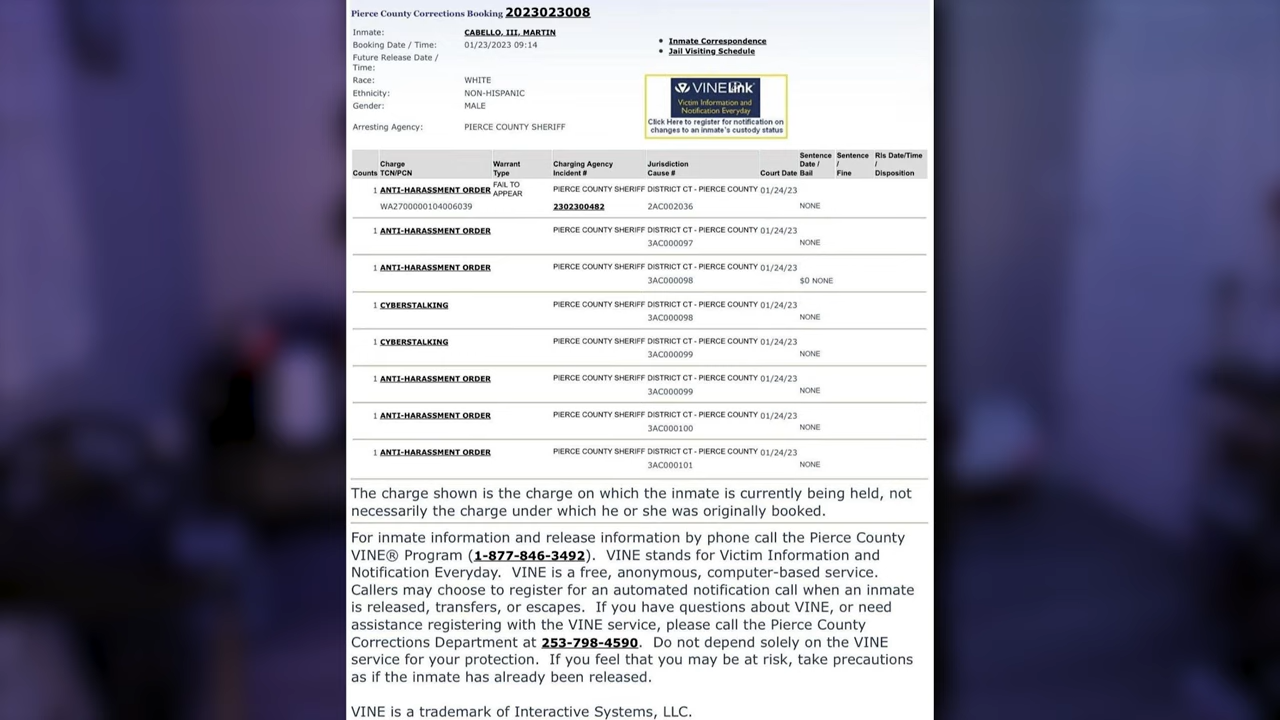 Pierce County Corrections Booking 2023023008
Inmate: CABELLO, III, MARTIN
Booking Date / Time: 01/23/2023 09:14
Future Release Date /
Time:
Race: WHITE
Ethnicity: NON-HISPANIC
Gender: MALE
Arresting Agency: PIERCE COUNTY SHERIFF
Inmate Correspondence
Jail Visiting Schedule
VINELink
Victim Information and
Notification Everyday
Click Here to register for notification on
changes to an inmate's custody status
Counts Charge TCN/PCN Warrant Type Charging Agency Incident # Jurisdiction Cause # Court Date Sentence Date / Bail Sentence / Fine Rls Date/Time / Disposition
1 ANTI-HARASSMENT ORDER FAIL TO APPEAR PIERCE COUNTY SHERIFF DISTRICT CT - PIERCE COUNTY 01/24/23
WA2700000104006039 2302300482 2AC002036 NONE
1 ANTI-HARASSMENT ORDER PIERCE COUNTY SHERIFF DISTRICT CT - PIERCE COUNTY 01/24/23
3AC000097 NONE
1 ANTI-HARASSMENT ORDER PIERCE COUNTY SHERIFF DISTRICT CT - PIERCE COUNTY 01/24/23
3AC000098 $0 NONE
1 CYBERSTALKING PIERCE COUNTY SHERIFF DISTRICT CT - PIERCE COUNTY 01/24/23
3AC000098 NONE
1 CYBERSTALKING PIERCE COUNTY SHERIFF DISTRICT CT - PIERCE COUNTY 01/24/23
3AC000099 NONE
1 ANTI-HARASSMENT ORDER PIERCE COUNTY SHERIFF DISTRICT CT - PIERCE COUNTY 01/24/23
3AC000099 NONE
1 ANTI-HARASSMENT ORDER PIERCE COUNTY SHERIFF DISTRICT CT - PIERCE COUNTY 01/24/23
3AC000100 NONE
1 ANTI-HARASSMENT ORDER PIERCE COUNTY SHERIFF DISTRICT CT - PIERCE COUNTY 01/24/23
3AC000101 NONE
The charge shown is the charge on which the inmate is currently being held, not
necessarily the charge under which he or she was originally booked.
For inmate information and release information by phone call the Pierce County
VINE® Program (1-877-846-3492). VINE stands for Victim Information and
Notification Everyday. VINE is a free, anonymous, computer-based service.
Callers may choose to register for an automated notification call when an inmate
is released, transfers, or escapes. If you have questions about VINE, or need
assistance registering with the VINE service, please call the Pierce County
Corrections Department at 253-798-4590. Do not depend solely on the VINE
service for your protection. If you feel that you may be at risk, take precautions
as if the inmate has already been released.
VINE is a trademark of Interactive Systems, LLC.